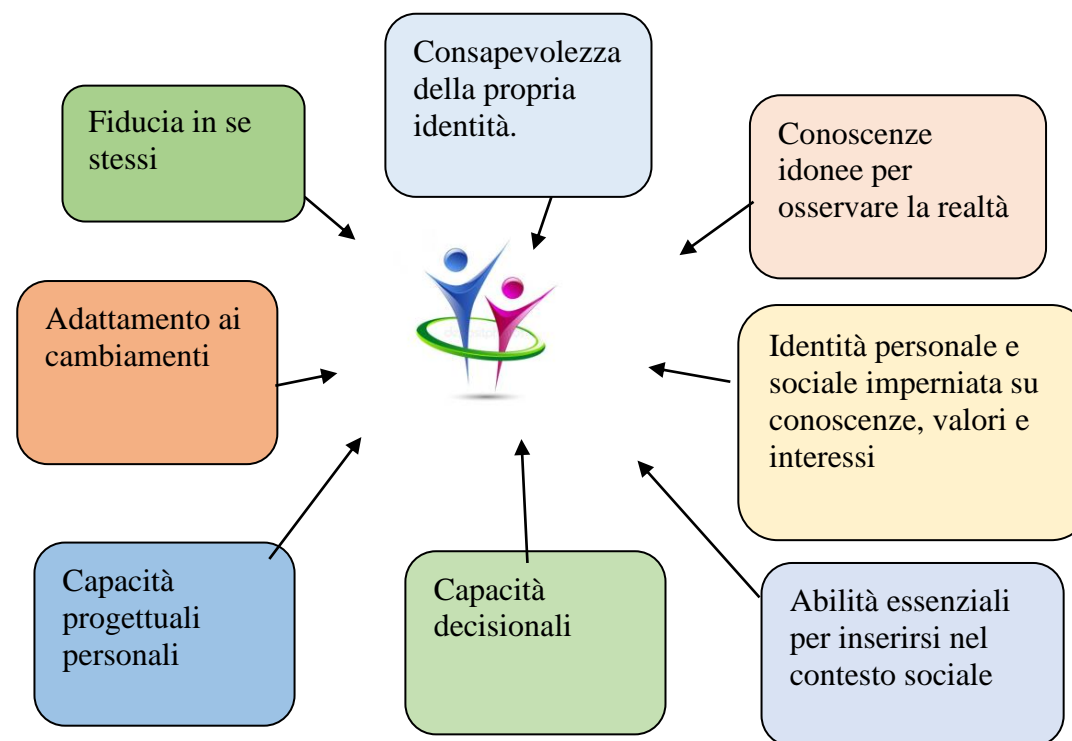 Consapevolezza
della propria
identità.
Fiducia in se
stessi
Conoscenze
idonee per
osservare la realtà
Adattamento ai
cambiamenti
Identità personale e
sociale imperniata su
conoscenze, valori e
interessi
Capacità
progettuali
personali
Capacità
decisionali
Abilità essenziali
per inserirsi nel
contesto sociale